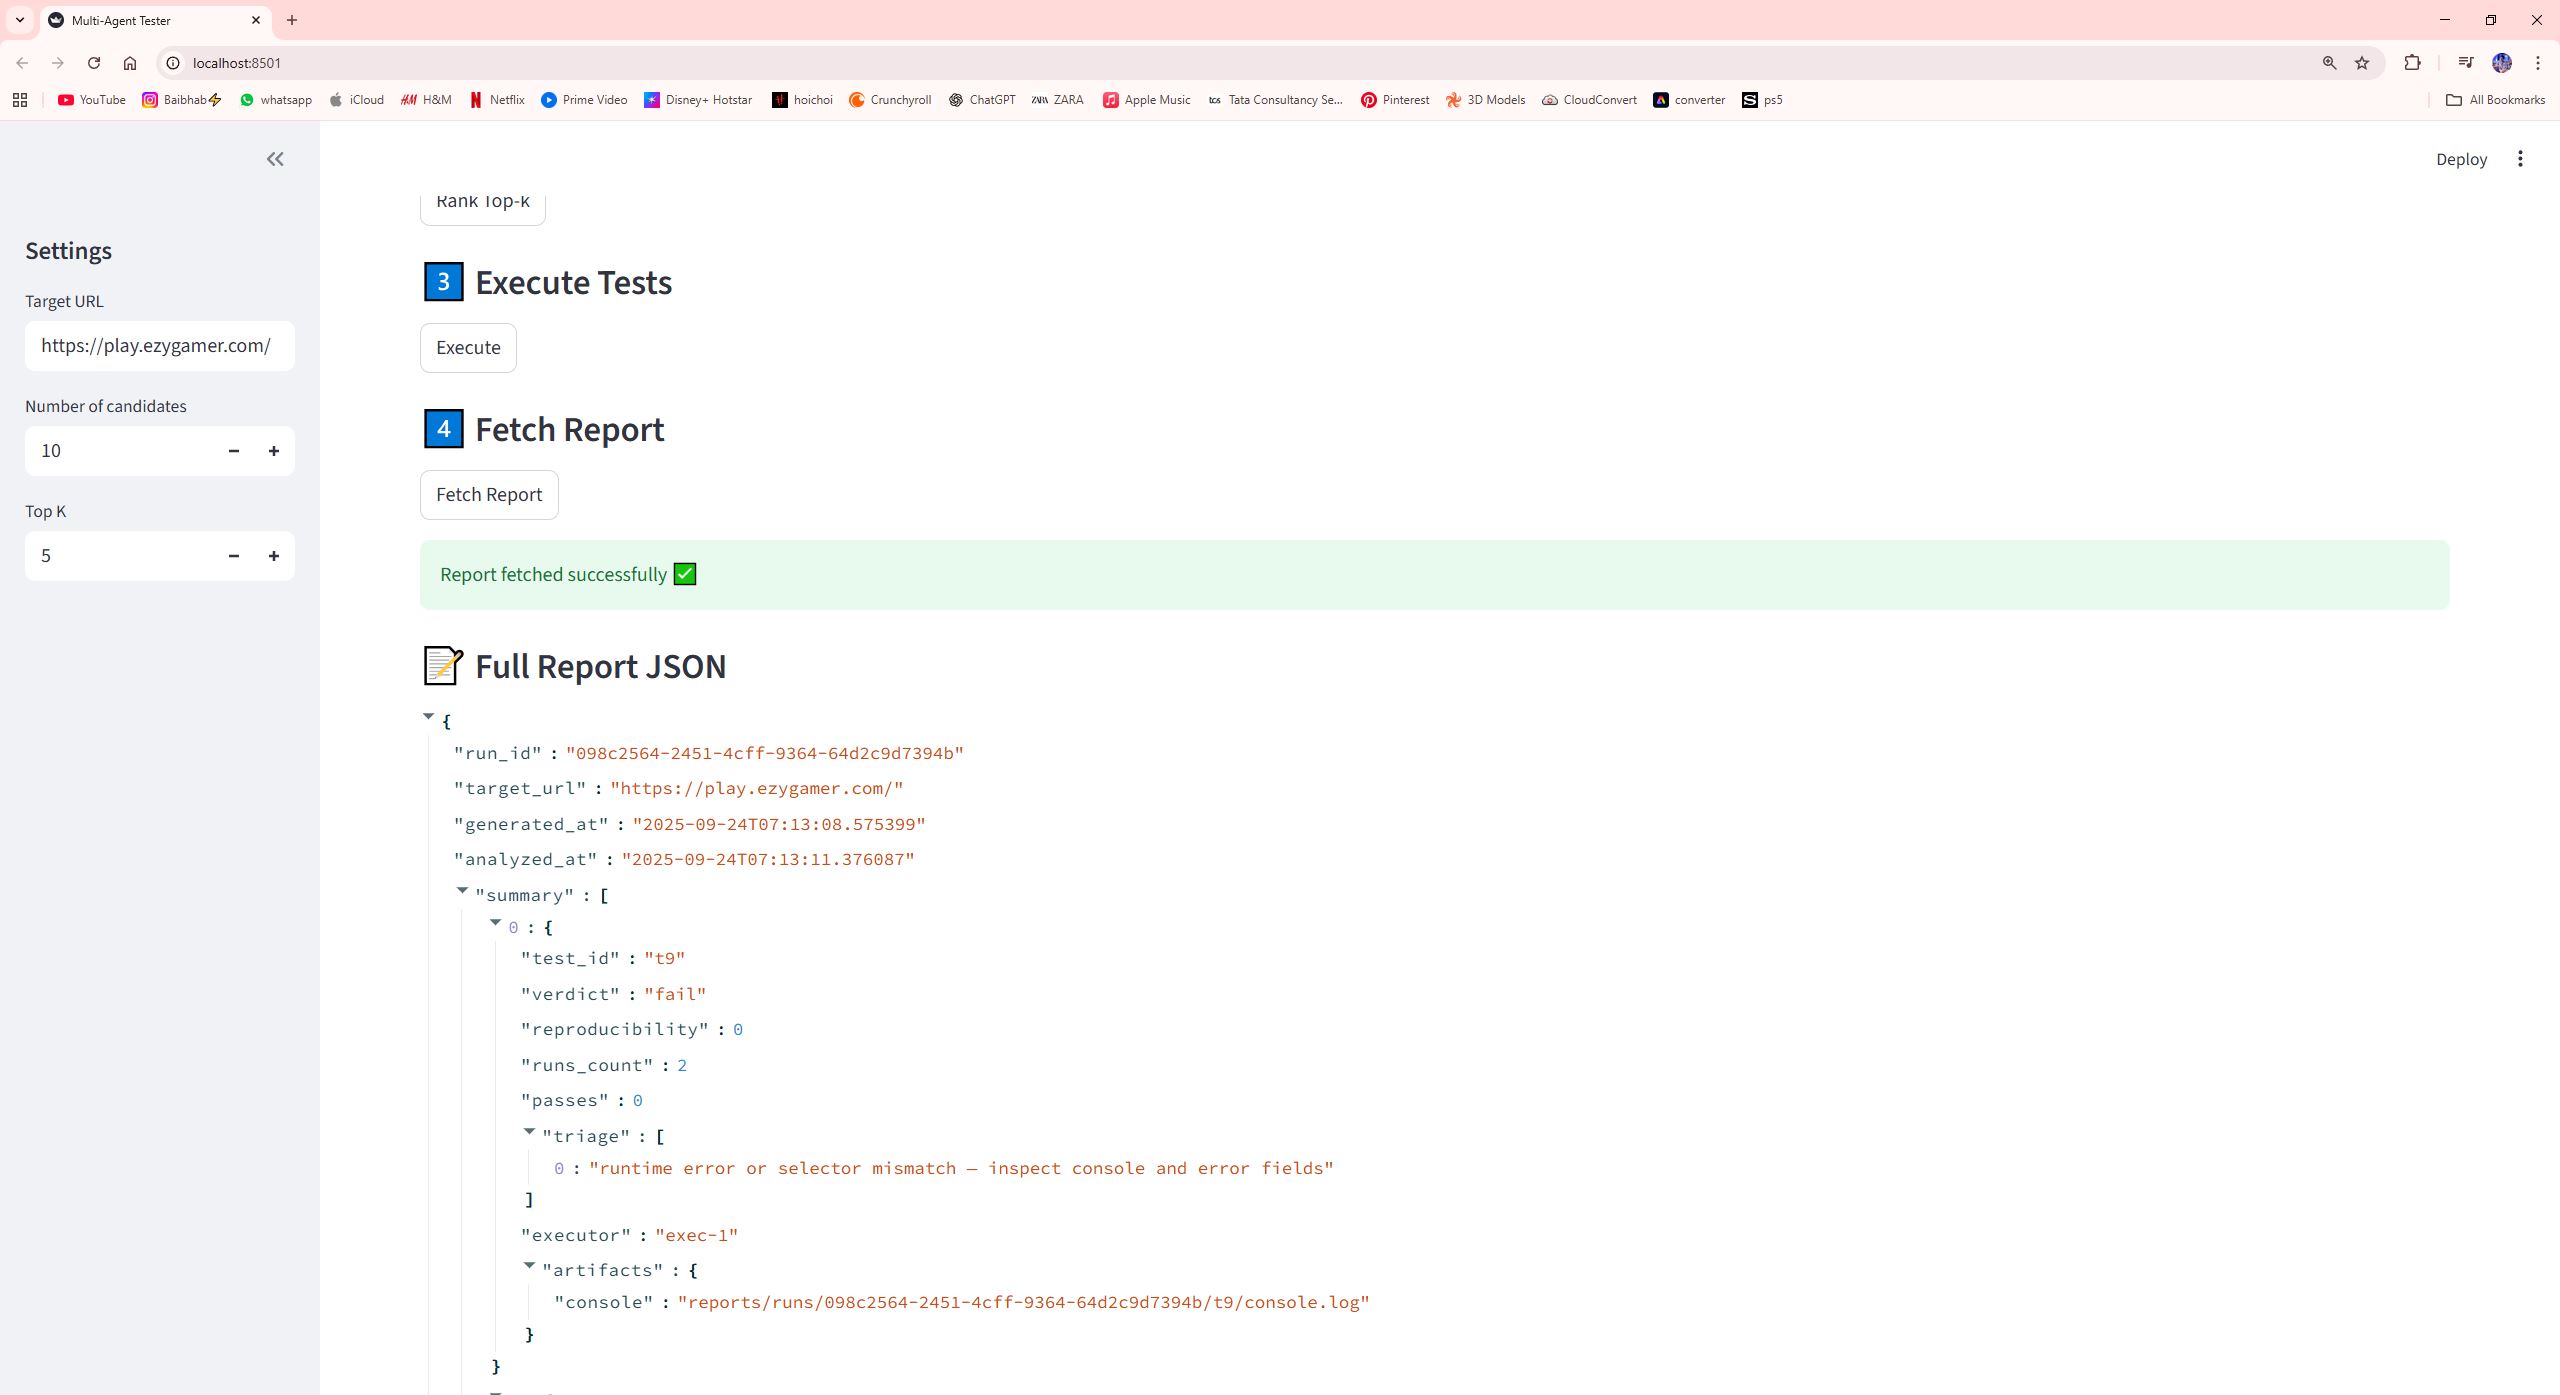 Multi-Agent Tester
localhost:8501
YouTube Baibhab⚡ whatsapp iCloud H&M Netflix Prime Video Disney+ Hotstar hoichoi Crunchyroll ChatGPT ZARA Apple Music Tata Consultancy Se... Pinterest 3D Models CloudConvert converter ps5 All Bookmarks
Deploy
Settings
Target URL
https://play.ezygamer.com/
Number of candidates
10
Top K
5
Rank Top-k
3 Execute Tests
Execute
4 Fetch Report
Fetch Report
Report fetched successfully ✅
📝 Full Report JSON
{
"run_id" : "098c2564-2451-4cff-9364-64d2c9d7394b"
"target_url" : "https://play.ezygamer.com/"
"generated_at" : "2025-09-24T07:13:08.575399"
"analyzed_at" : "2025-09-24T07:13:11.376087"
"summary" : [
0 : {
"test_id" : "t9"
"verdict" : "fail"
"reproducibility" : 0
"runs_count" : 2
"passes" : 0
"triage" : [
0 : "runtime error or selector mismatch — inspect console and error fields"
]
"executor" : "exec-1"
"artifacts" : {
"console" : "reports/runs/098c2564-2451-4cff-9364-64d2c9d7394b/t9/console.log"
}
}